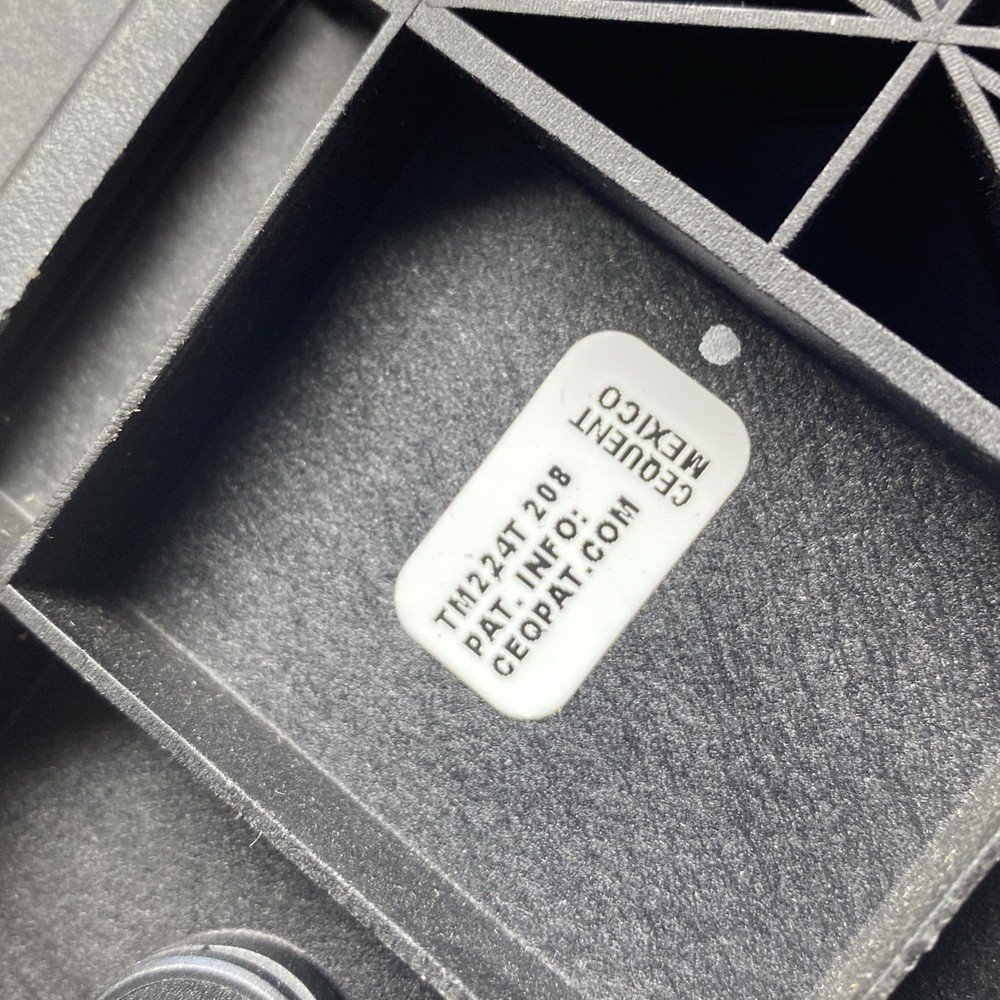 TM224T 208
PAT. INFO:
CEQPAT.COM
CEQUENT
MEXICO